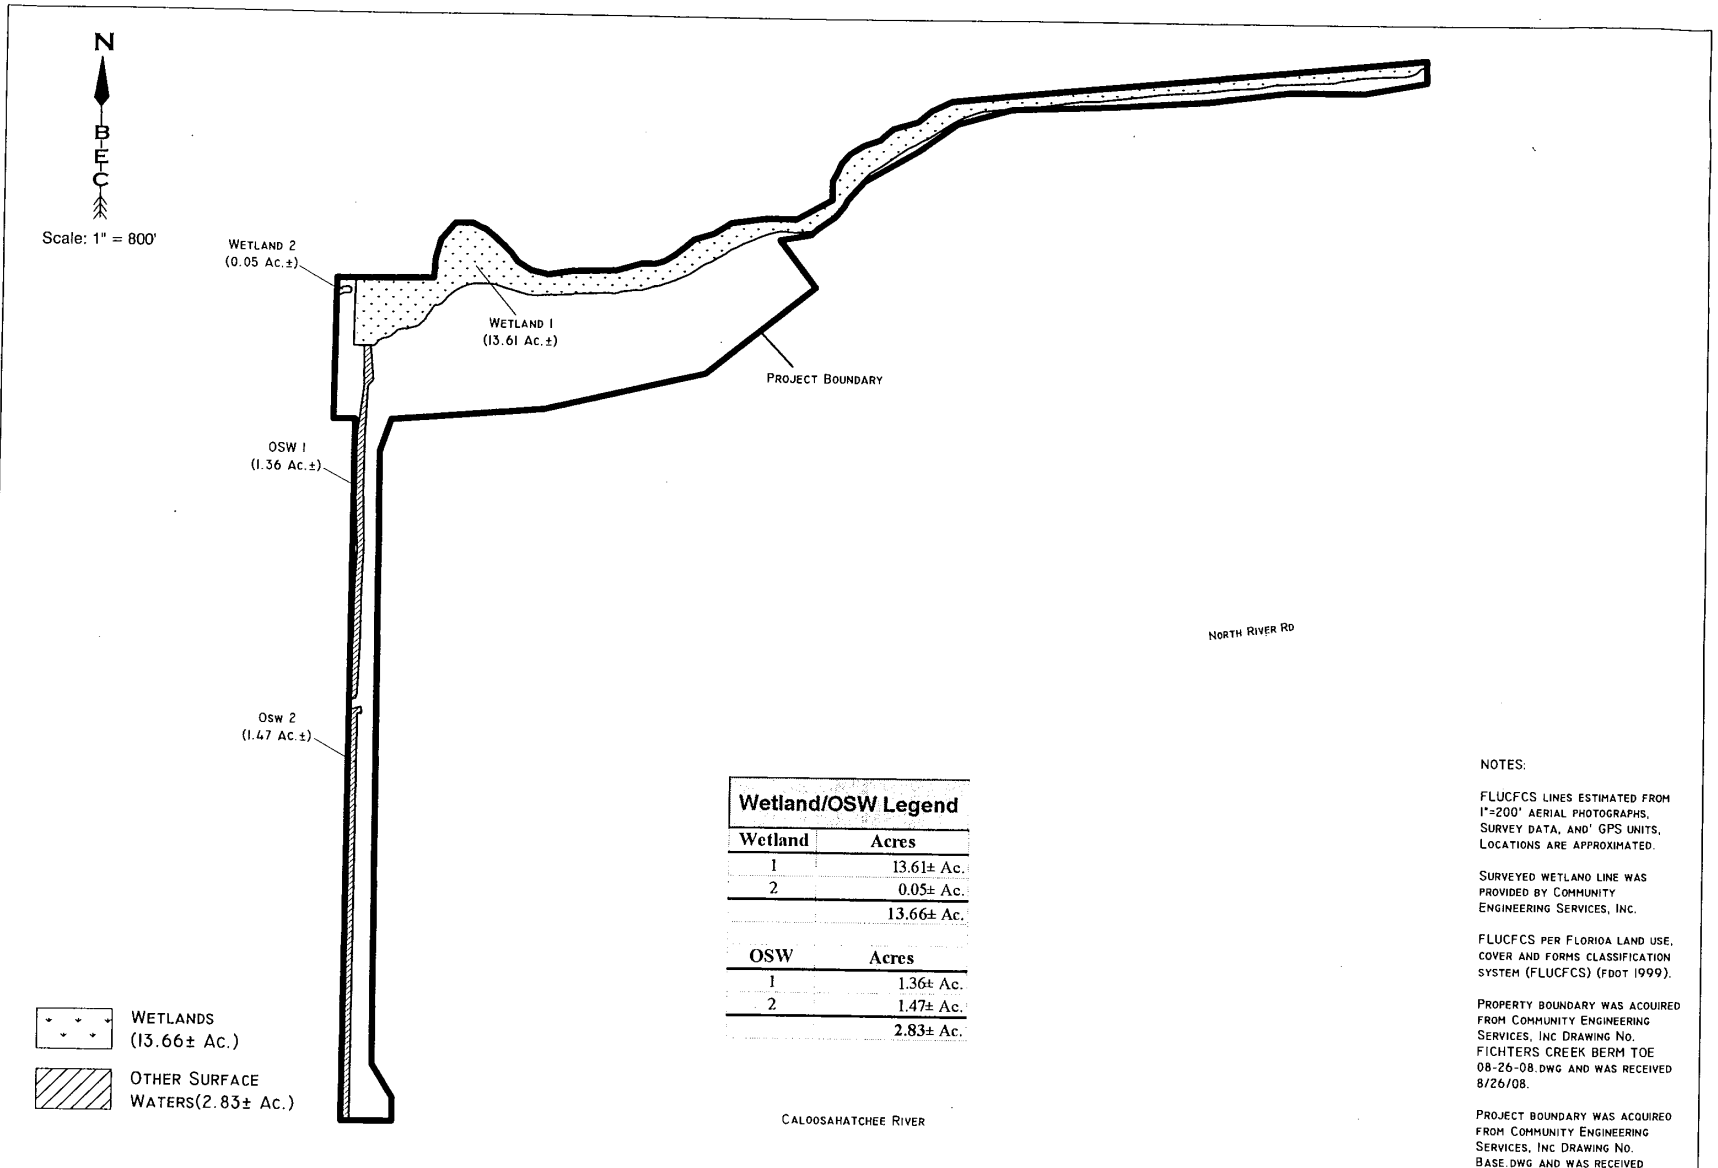 N
B
E
C
Scale: 1" = 800'
WETLAND 2
(0.05 AC.±)
WETLAND 1
(13.61 AC.±)
PROJECT BOUNDARY
OSW 1
(1.36 AC.±)
OSW 2
(1.47 AC.±)
NORTH RIVER RD
CALOOSAHATCHEE RIVER
Wetland/OSW Legend
Wetland Acres
1 13.61± Ac.
2 0.05± Ac.
13.66± Ac.
OSW Acres
1 1.36± Ac.
2 1.47± Ac.
2.83± Ac.
WETLANDS
(13.66± AC.)
OTHER SURFACE
WATERS(2.83± AC.)
NOTES:
FLUCFCS LINES ESTIMATED FROM
1"=200' AERIAL PHOTOGRAPHS,
SURVEY DATA, AND' GPS UNITS,
LOCATIONS ARE APPROXIMATED.
SURVEYED WETLAND LINE WAS
PROVIDED BY COMMUNITY
ENGINEERING SERVICES, INC.
FLUCFCS PER FLORIDA LAND USE,
COVER AND FORMS CLASSIFICATION
SYSTEM (FLUCFCS) (FDOT 1999).
PROPERTY BOUNDARY WAS ACQUIRED
FROM COMMUNITY ENGINEERING
SERVICES, INC DRAWING NO.
FICHTERS CREEK BERM TOE
08-26-08.DWG AND WAS RECEIVED
8/26/08.
PROJECT BOUNDARY WAS ACQUIRED
FROM COMMUNITY ENGINEERING
SERVICES, INC DRAWING NO.
BASE.DWG AND WAS RECEIVED